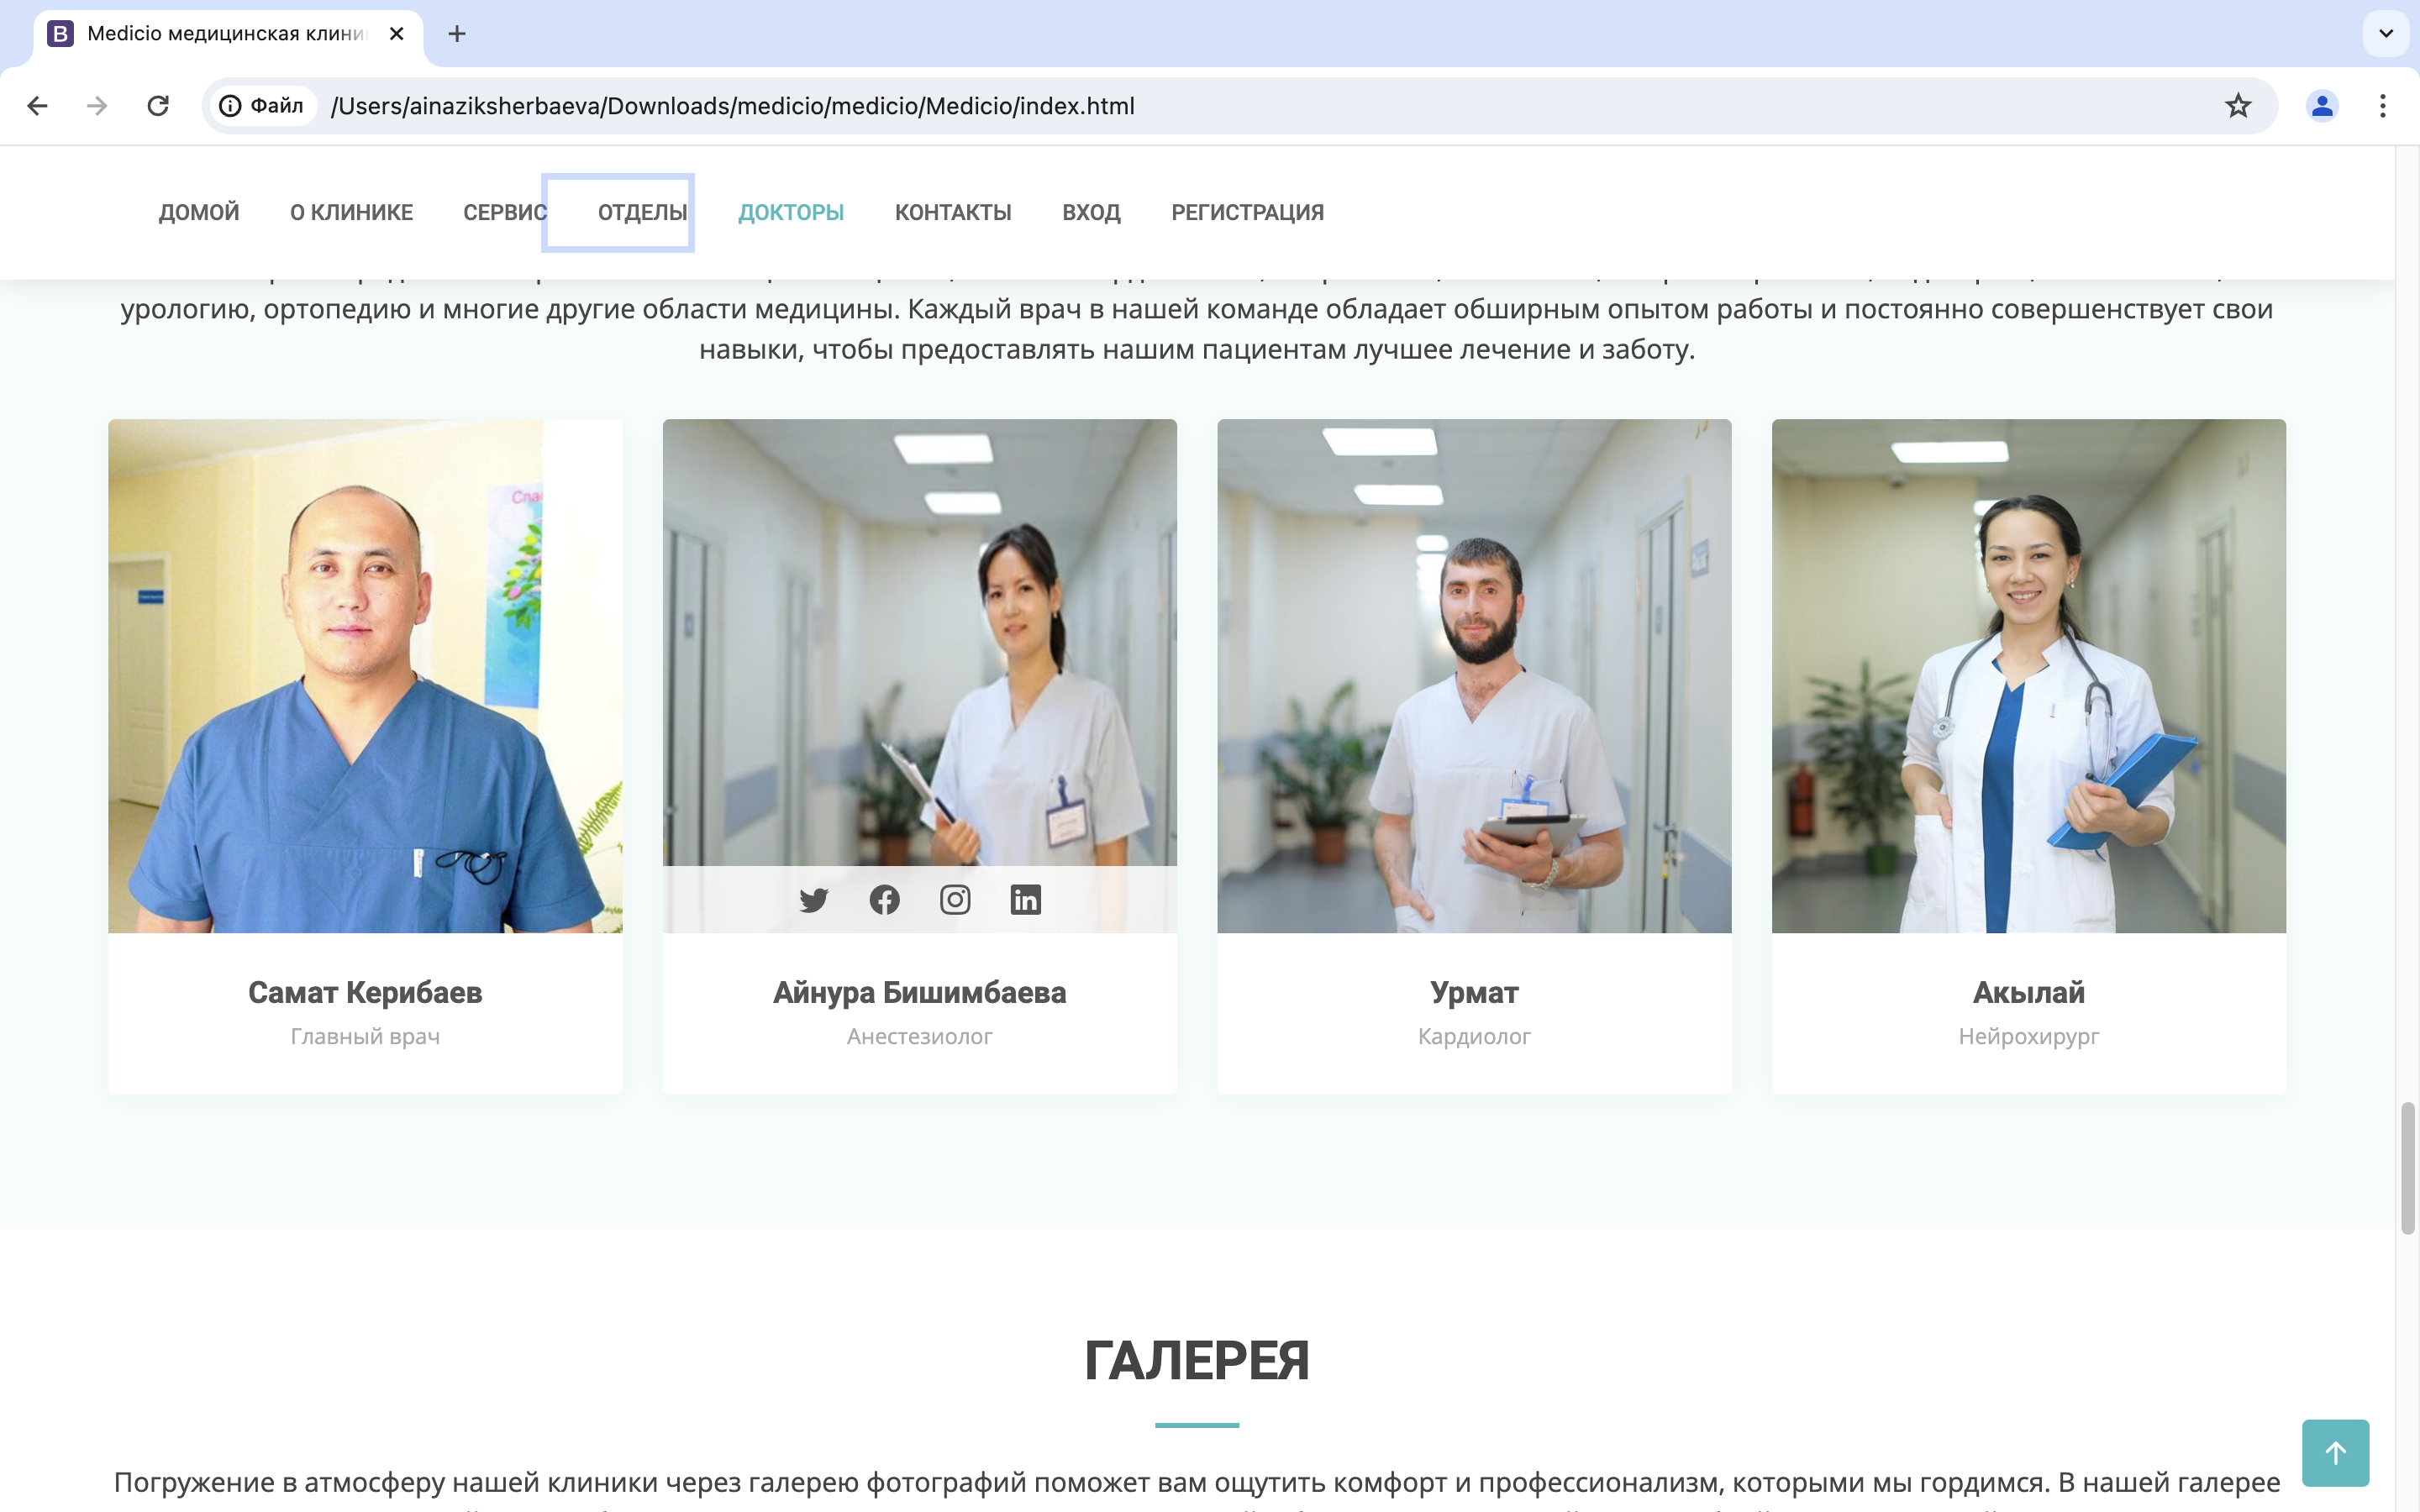 Medicio медицинская клини
Файл
/Users/ainaziksherbaeva/Downloads/medicio/medicio/Medicio/index.html
ДОМОЙ О КЛИНИКЕ СЕРВИС ОТДЕЛЫ ДОКТОРЫ КОНТАКТЫ ВХОД РЕГИСТРАЦИЯ
урологию, ортопедию и многие другие области медицины. Каждый врач в нашей команде обладает обширным опытом работы и постоянно совершенствует свои
навыки, чтобы предоставлять нашим пациентам лучшее лечение и заботу.
Самат Керибаев
Главный врач
Айнура Бишимбаева
Анестезиолог
Урмат
Кардиолог
Акылай
Нейрохирург
ГАЛЕРЕЯ
Погружение в атмосферу нашей клиники через галерею фотографий поможет вам ощутить комфорт и профессионализм, которыми мы гордимся. В нашей галерее